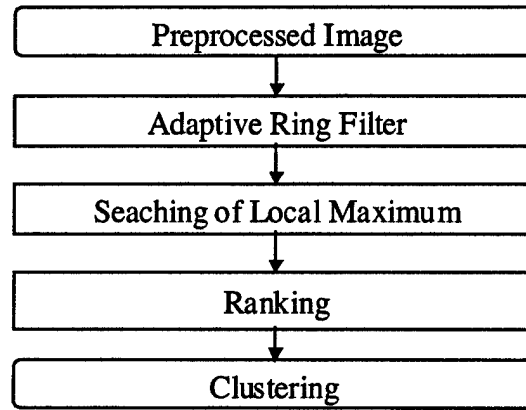 Preprocessed Image
Adaptive Ring Filter
Seaching of Local Maximum
Ranking
Clustering